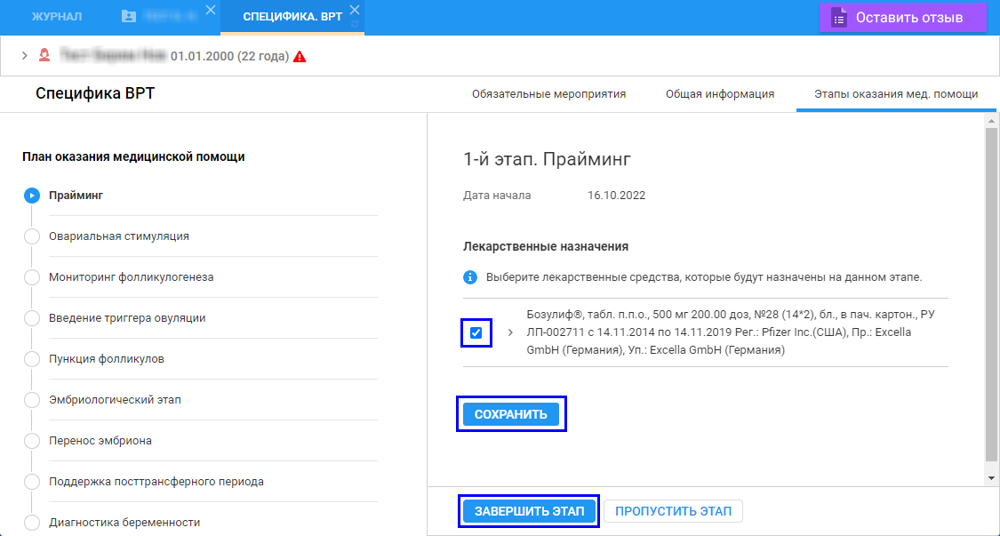 ЖУРНАЛ
СПЕЦИФИКА. ВРТ
Оставить отзыв
01.01.2000 (22 года)
Специфика ВРТ
Обязательные мероприятия
Общая информация
Этапы оказания мед. помощи
План оказания медицинской помощи
Прайминг
Овариальная стимуляция
Мониторинг фолликулогенеза
Введение триггера овуляции
Пункция фолликулов
Эмбриологический этап
Перенос эмбриона
Поддержка посттрансферного периода
Диагностика беременности
1-й этап. Прайминг
Дата начала 16.10.2022
Лекарственные назначения
Выберите лекарственные средства, которые будут назначены на данном этапе.
Бозулиф®, табл. п.п.о., 500 мг 200.00 доз, №28 (14*2), бл., в пач. картон., РУ
ЛП-002711 с 14.11.2014 по 14.11.2019 Рег.: Pfizer Inc.(США), Пр.: Excella
GmbH (Германия), Уп.: Excella GmbH (Германия)
СОХРАНИТЬ
ЗАВЕРШИТЬ ЭТАП
ПРОПУСТИТЬ ЭТАП